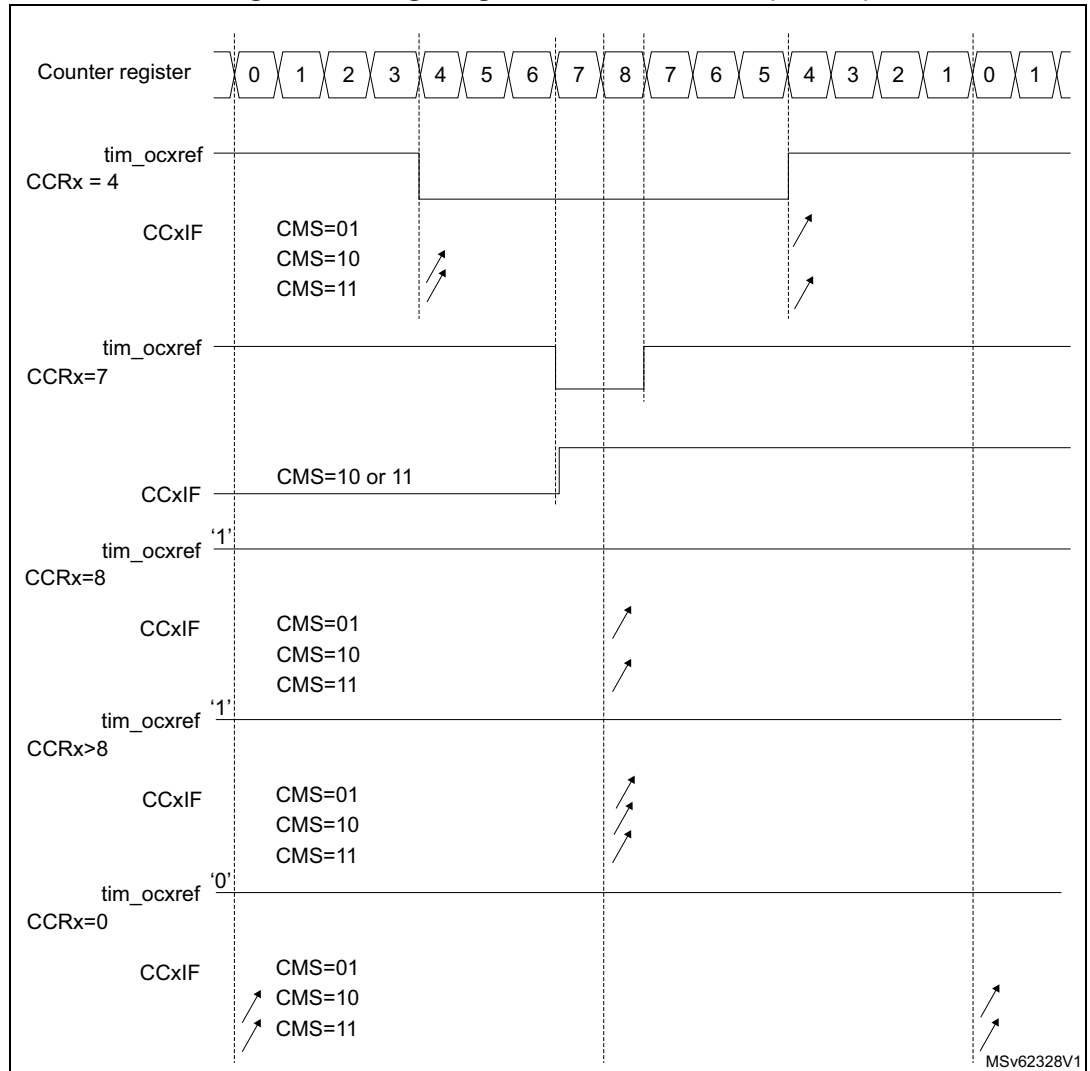 Counter register 0 1 2 3 4 5 6 7 8 7 6 5 4 3 2 1 0 1
tim_ocxref
CCRx = 4
CCxIF CMS=01
CMS=10
CMS=11
tim_ocxref
CCRx=7
CMS=10 or 11
CCxIF
'1'
tim_ocxref
CCRx=8
CCxIF CMS=01
CMS=10
CMS=11
'1'
tim_ocxref
CCRx>8
CCxIF CMS=01
CMS=10
CMS=11
'0'
tim_ocxref
CCRx=0
CCxIF CMS=01
CMS=10
CMS=11
MSv62328V1